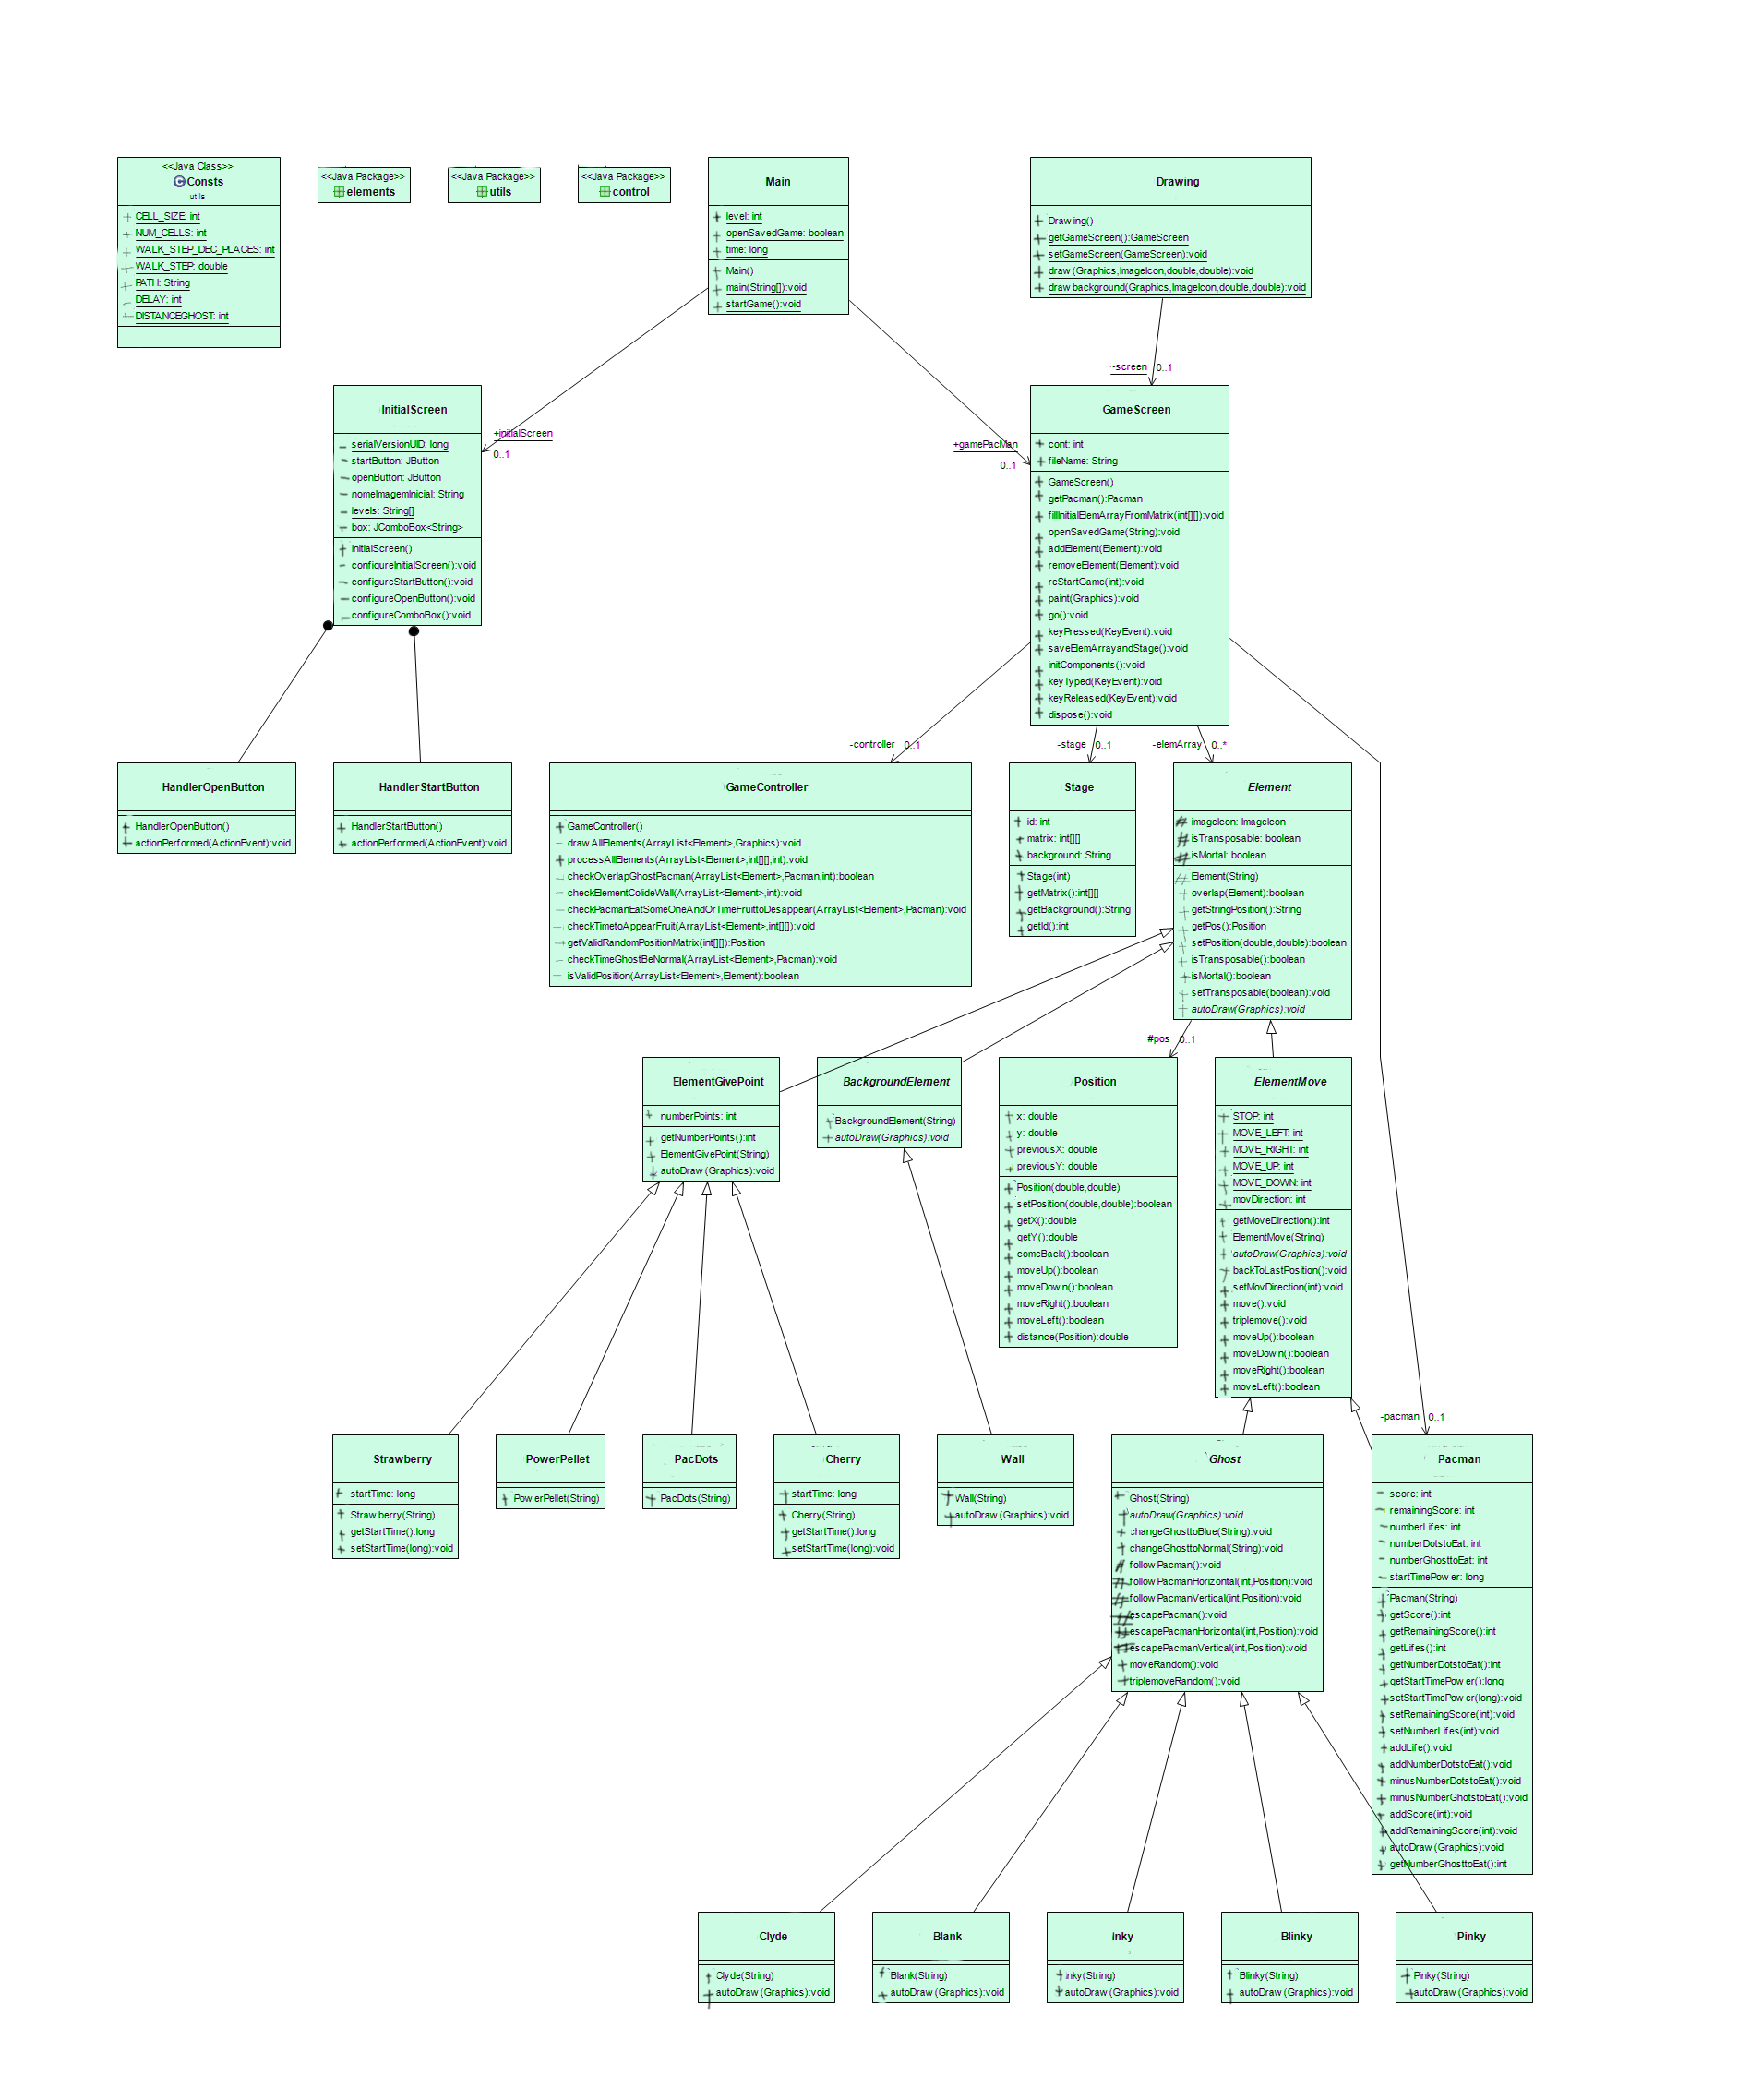 <<Java Class>>
Consts
utils
+ CELL_SIZE: int
+ NUM_CELLS: int
+ WALK_STEP_DEC_PLACES: int
+ WALK_STEP: double
+ PATH: String
+ DELAY: int
+ DISTANCEGHOST: int
<<Java Package>>
elements
<<Java Package>>
utils
<<Java Package>>
control
Main
+ level: int
+ openSavedGame: boolean
+ time: long
+ Main()
+ main(String[]):void
+ startGame():void
Drawing
+ Drawing()
+ getGameScreen():GameScreen
+ setGameScreen(GameScreen):void
+ draw(Graphics,ImageIcon,double,double):void
+ drawbackground(Graphics,ImageIcon,double,double):void
~screen 0..1
+initialScreen
0..1
+gamePacMan
0..1
InitialScreen
- serialVersionUID: long
- startButton: JButton
- openButton: JButton
- nomeImagemInicial: String
- levels: String[]
- box: JComboBox<String>
+ InitialScreen()
- configureInitialScreen():void
- configureStartButton():void
- configureOpenButton():void
- configureComboBox():void
GameScreen
+ cont: int
+ fileName: String
+ GameScreen()
+ getPacman():Pacman
+ fillInitialElemArrayFromMatrix(int[][]):void
+ openSavedGame(String):void
+ addElement(Element):void
+ removeElement(Element):void
+ reStartGame(int):void
+ paint(Graphics):void
+ go():void
+ keyPressed(KeyEvent):void
+ saveElemArrayandStage():void
+ initComponents():void
+ keyTyped(KeyEvent):void
+ keyReleased(KeyEvent):void
+ dispose():void
-controller 0..1
-stage 0..1
-elemArray 0..*
HandlerOpenButton
+ HandlerOpenButton()
+ actionPerformed(ActionEvent):void
HandlerStartButton
+ HandlerStartButton()
+ actionPerformed(ActionEvent):void
GameController
+ GameController()
- drawAllElements(ArrayList<Element>,Graphics):void
+ processAllElements(ArrayList<Element>,int[][],int):void
- checkOverlapGhostPacman(ArrayList<Element>,Pacman,int):boolean
- checkElementColideWall(ArrayList<Element>,int):void
- checkPacmanEatSomeOneAndOrTimeFruittoDesappear(ArrayList<Element>,Pacman):void
- checkTimetoAppearFruit(ArrayList<Element>,int[][]):void
- getValidRandomPositionMatrix(int[][]):Position
- checkTimeGhostBeNormal(ArrayList<Element>,Pacman):void
- isValidPosition(ArrayList<Element>,Element):boolean
Stage
+ id: int
+ matrix: int[][]
+ background: String
+ Stage(int)
+ getMatrix():int[][]
+ getBackground():String
+ getId():int
Element
# imageIcon: ImageIcon
# isTransposable: boolean
# isMortal: boolean
# Element(String)
+ overlap(Element):boolean
+ getStringPosition():String
+ getPos():Position
+ setPosition(double,double):boolean
+ isTransposable():boolean
+ isMortal():boolean
+ setTransposable(boolean):void
+ autoDraw(Graphics):void
#pos 0..1
ElementGivePoint
+ numberPoints: int
+ getNumberPoints():int
+ ElementGivePoint(String)
+ autoDraw(Graphics):void
BackgroundElement
+ BackgroundElement(String)
+ autoDraw(Graphics):void
Position
+ x: double
+ y: double
+ previousX: double
+ previousY: double
+ Position(double,double)
+ setPosition(double,double):boolean
+ getX():double
+ getY():double
+ comeBack():boolean
+ moveUp():boolean
+ moveDown():boolean
+ moveRight():boolean
+ moveLeft():boolean
+ distance(Position):double
ElementMove
+ STOP: int
+ MOVE_LEFT: int
+ MOVE_RIGHT: int
+ MOVE_UP: int
+ MOVE_DOWN: int
+ movDirection: int
+ getMoveDirection():int
+ ElementMove(String)
+ autoDraw(Graphics):void
+ backToLastPosition():void
+ setMovDirection(int):void
+ move():void
+ triplemove():void
+ moveUp():boolean
+ moveDown():boolean
+ moveRight():boolean
+ moveLeft():boolean
-pacman 0..1
Strawberry
+ startTime: long
+ Strawberry(String)
+ getStartTime():long
+ setStartTime(long):void
PowerPellet
+ PowerPellet(String)
PacDots
+ PacDots(String)
Cherry
+ startTime: long
+ Cherry(String)
+ getStartTime():long
+ setStartTime(long):void
Wall
+ Wall(String)
+ autoDraw(Graphics):void
Ghost
+ Ghost(String)
+ autoDraw(Graphics):void
+ changeGhosttoBlue(String):void
+ changeGhosttoNormal(String):void
# followPacman():void
# followPacmanHorizontal(int,Position):void
# followPacmanVertical(int,Position):void
# escapePacman():void
# escapePacmanHorizontal(int,Position):void
# escapePacmanVertical(int,Position):void
+ moveRandom():void
+ triplemoveRandom():void
Pacman
- score: int
- remainingScore: int
- numberLifes: int
- numberDotstoEat: int
- numberGhosttoEat: int
- startTimePower: long
+ Pacman(String)
+ getScore():int
+ getRemainingScore():int
+ getLifes():int
+ getNumberDotstoEat():int
+ getStartTimePower():long
+ setStartTimePower(long):void
+ setRemainingScore(int):void
+ setNumberLifes(int):void
+ addLife():void
+ addNumberDotstoEat():void
+ minusNumberDotstoEat():void
+ minusNumberGhotstoEat():void
+ addScore(int):void
+ addRemainingScore(int):void
+ autoDraw(Graphics):void
+ getNumberGhosttoEat():int
Clyde
+ Clyde(String)
+ autoDraw(Graphics):void
Blank
+ Blank(String)
+ autoDraw(Graphics):void
Inky
+ Inky(String)
+ autoDraw(Graphics):void
Blinky
+ Blinky(String)
+ autoDraw(Graphics):void
Pinky
+ Pinky(String)
+ autoDraw(Graphics):void